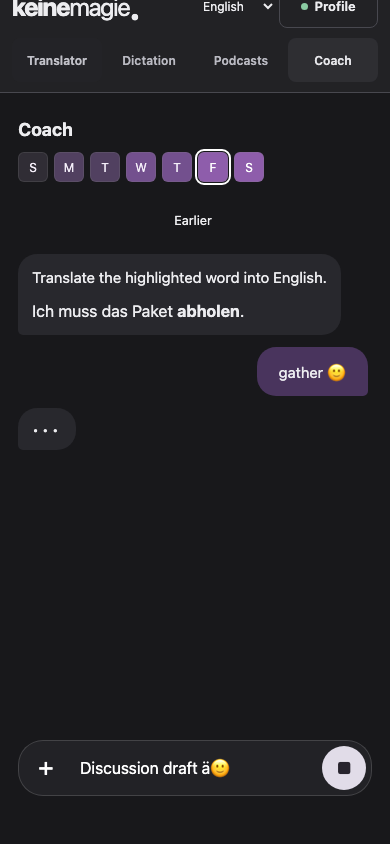 keinemagie.
English
Profile
Translator Dictation Podcasts Coach
Coach
S M T W T F S
Earlier
Translate the highlighted word into English.
Ich muss das Paket abholen.
gather 🙂
...
+ Discussion draft ä🙂